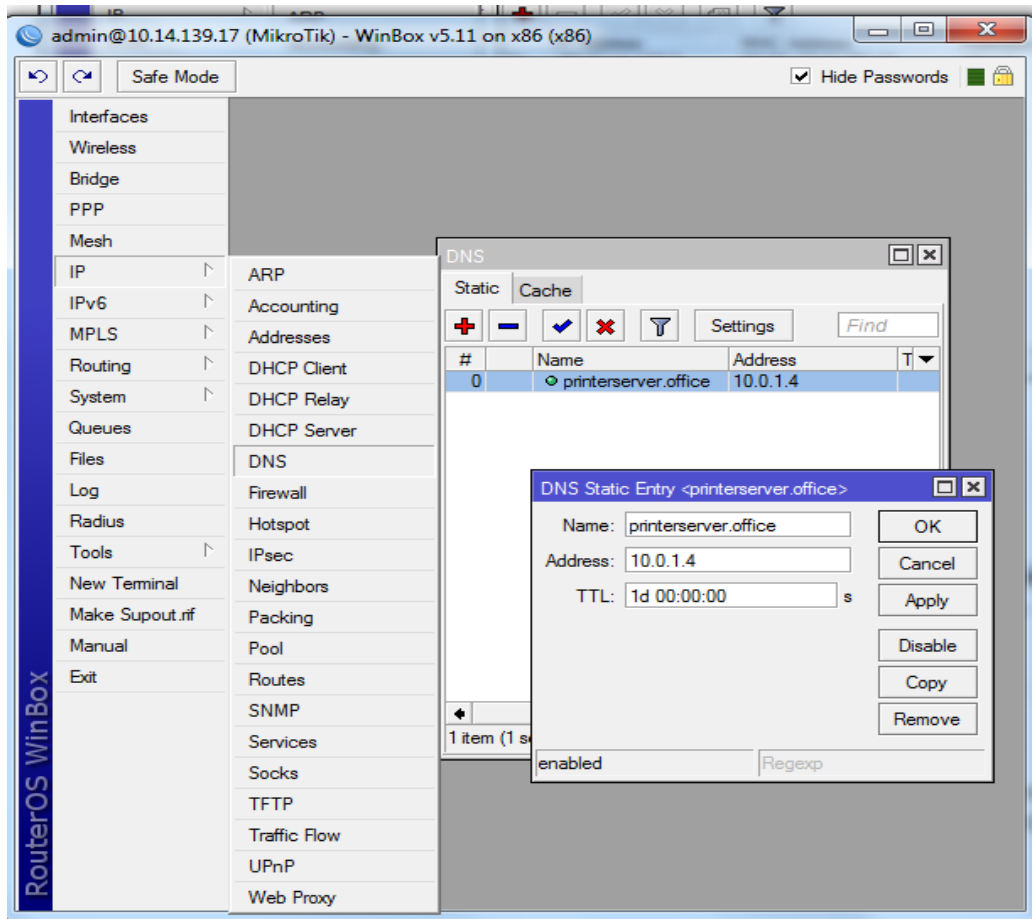 admin@10.14.139.17 (MikroTik) - WinBox v5.11 on x86 (x86)
Safe Mode
Hide Passwords
Interfaces
Wireless
Bridge
PPP
Mesh
IP
IPv6
MPLS
Routing
System
Queues
Files
Log
Radius
Tools
New Terminal
Make Supout.rif
Manual
Exit
RouterOS WinBox
ARP
Accounting
Addresses
DHCP Client
DHCP Relay
DHCP Server
DNS
Firewall
Hotspot
IPsec
Neighbors
Packing
Pool
Routes
SNMP
Services
Socks
TFTP
Traffic Flow
UPnP
Web Proxy
DNS
Static Cache
Settings Find
# Name Address T
0 printerserver.office 10.0.1.4
1 item (1 se
DNS Static Entry <printerserver.office>
Name: printerserver.office OK
Address: 10.0.1.4 Cancel
TTL: 1d 00:00:00 s Apply
Disable
Copy
Remove
enabled Regexp